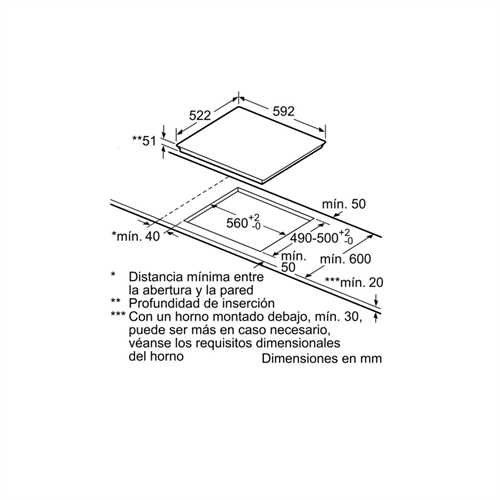 522
592
**51
mín. 50
560+2-0
490-500+2-0
*mín. 40
mín. 50
mín. 600
***mín. 20
* Distancia mínima entre
la abertura y la pared
** Profundidad de inserción
*** Con un horno montado debajo, mín. 30,
puede ser más en caso necesario,
véanse los requisitos dimensionales
del horno
Dimensiones en mm